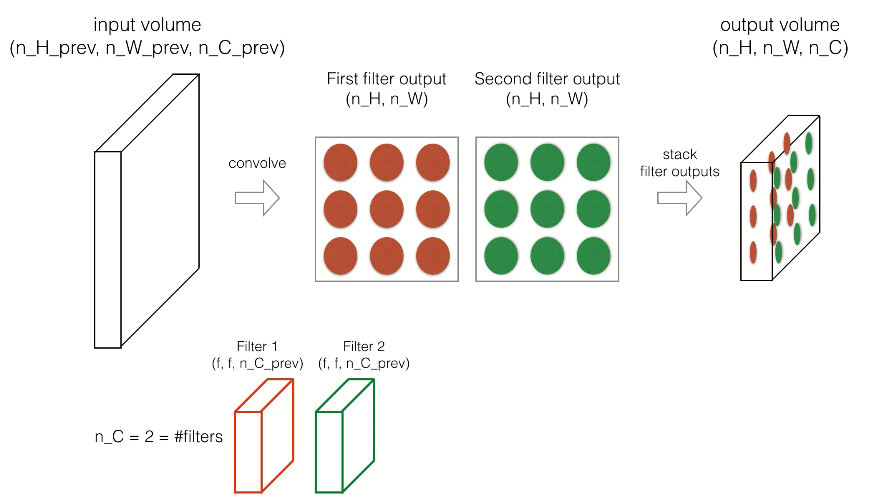 input volume
(n_H_prev, n_W_prev, n_C_prev)
First filter output
(n_H, n_W)
Second filter output
(n_H, n_W)
output volume
(n_H, n_W, n_C)
convolve
stack
filter outputs
Filter 1
(f, f, n_C_prev)
Filter 2
(f, f, n_C_prev)
n_C = 2 = #filters